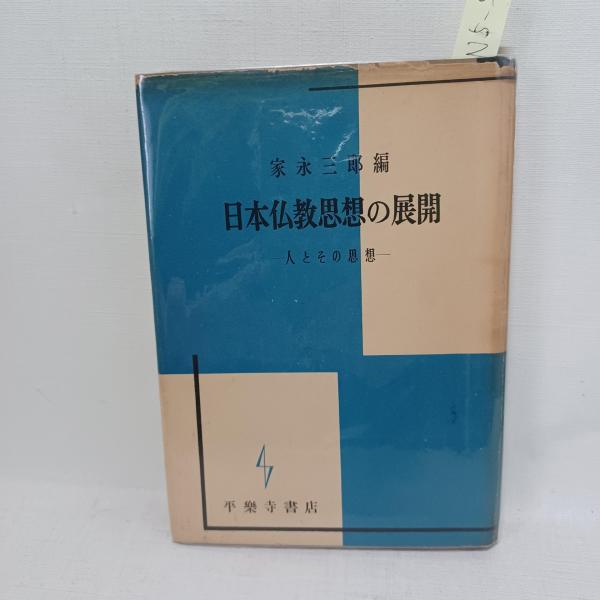 家永三郎編
日本仏教思想の展開
―人とその思想―
平樂寺書店